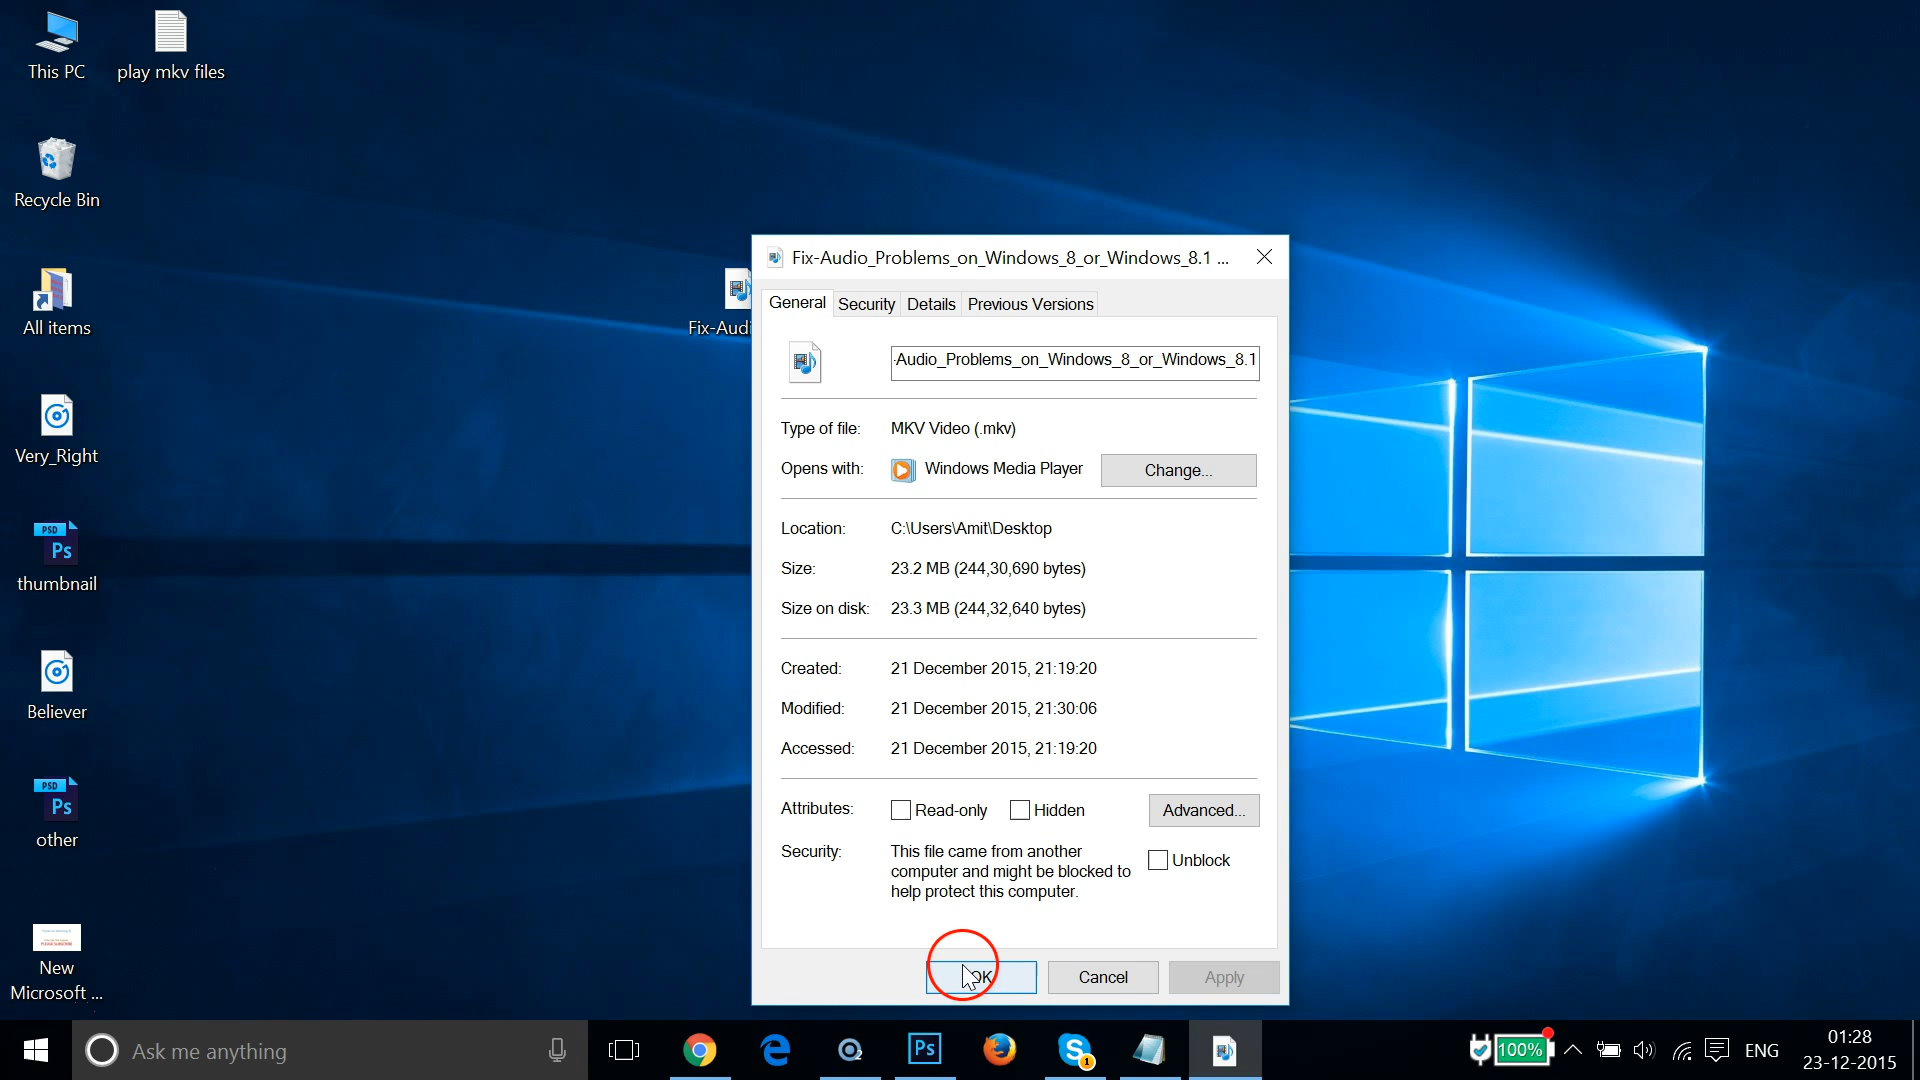 This PC
play mkv files
Recycle Bin
All items
Very_Right
PSD
Ps
thumbnail
Believer
PSD
Ps
other
New
Microsoft ...
Fix-Audi
Fix-Audio_Problems_on_Windows_8_or_Windows_8.1 ...
General Security Details Previous Versions
-Audio_Problems_on_Windows_8_or_Windows_8.1
Type of file: MKV Video (.mkv)
Opens with: Windows Media Player Change...
Location: C:\Users\Amit\Desktop
Size: 23.2 MB (244,30,690 bytes)
Size on disk: 23.3 MB (244,32,640 bytes)
Created: 21 December 2015, 21:19:20
Modified: 21 December 2015, 21:30:06
Accessed: 21 December 2015, 21:19:20
Attributes: Read-only Hidden Advanced...
Security: This file came from another
computer and might be blocked to
help protect this computer.
Unblock
OK Cancel Apply
Ask me anything
Ps
1
100%
ENG
01:28
23-12-2015